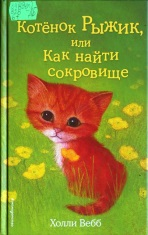 Котёнок Рыжик,
или
Как найти
сокровище
Холли Вебб